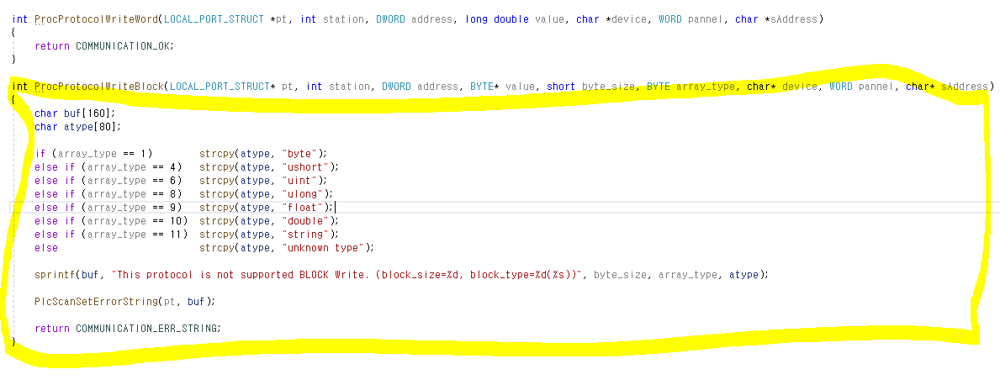 int ProcProtocolWriteWord(LOCAL_PORT_STRUCT *pt, int station, DWORD address, long double value, char *device, WORD pannel, char *sAddress)
{
    return COMMUNICATION_OK;
}
int ProcProtocolWriteBlock(LOCAL_PORT_STRUCT* pt, int station, DWORD address, BYTE* value, short byte_size, BYTE array_type, char* device, WORD pannel, char* sAddress)
{
    char buf[160];
    char atype[80];
    if (array_type == 1)       strcpy(atype, "byte");
    else if (array_type == 4)  strcpy(atype, "ushort");
    else if (array_type == 6)  strcpy(atype, "uint");
    else if (array_type == 8)  strcpy(atype, "ulong");
    else if (array_type == 9)  strcpy(atype, "float");
    else if (array_type == 10) strcpy(atype, "double");
    else if (array_type == 11) strcpy(atype, "string");
    else                       strcpy(atype, "unknown type");
    sprintf(buf, "This protocol is not supported BLOCK Write. (block_size=%d, block_type=%d(%s))", byte_size, array_type, atype);
    PlcScanSetErrorString(pt, buf);
    return COMMUNICATION_ERR_STRING;
}